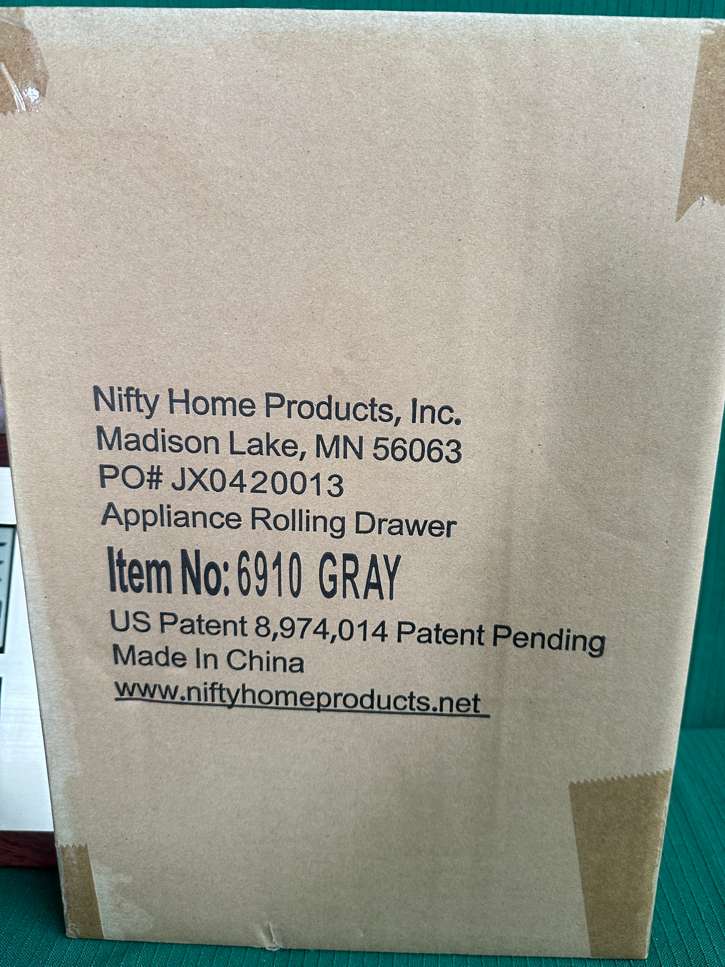 Nifty Home Products, Inc.
Madison Lake, MN 56063
PO# JX0420013
Appliance Rolling Drawer
Item No: 6910 GRAY
US Patent 8,974,014 Patent Pending
Made In China
www.niftyhomeproducts.net